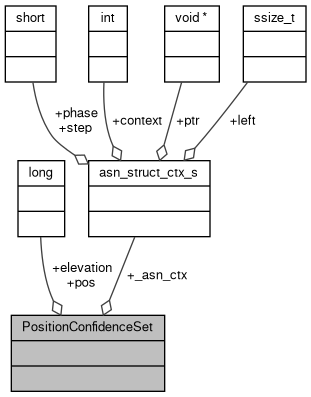 short
int
void *
ssize_t
+phase
+step
+context
+ptr
+left
long
asn_struct_ctx_s
+elevation
+pos
+_asn_ctx
PositionConfidenceSet